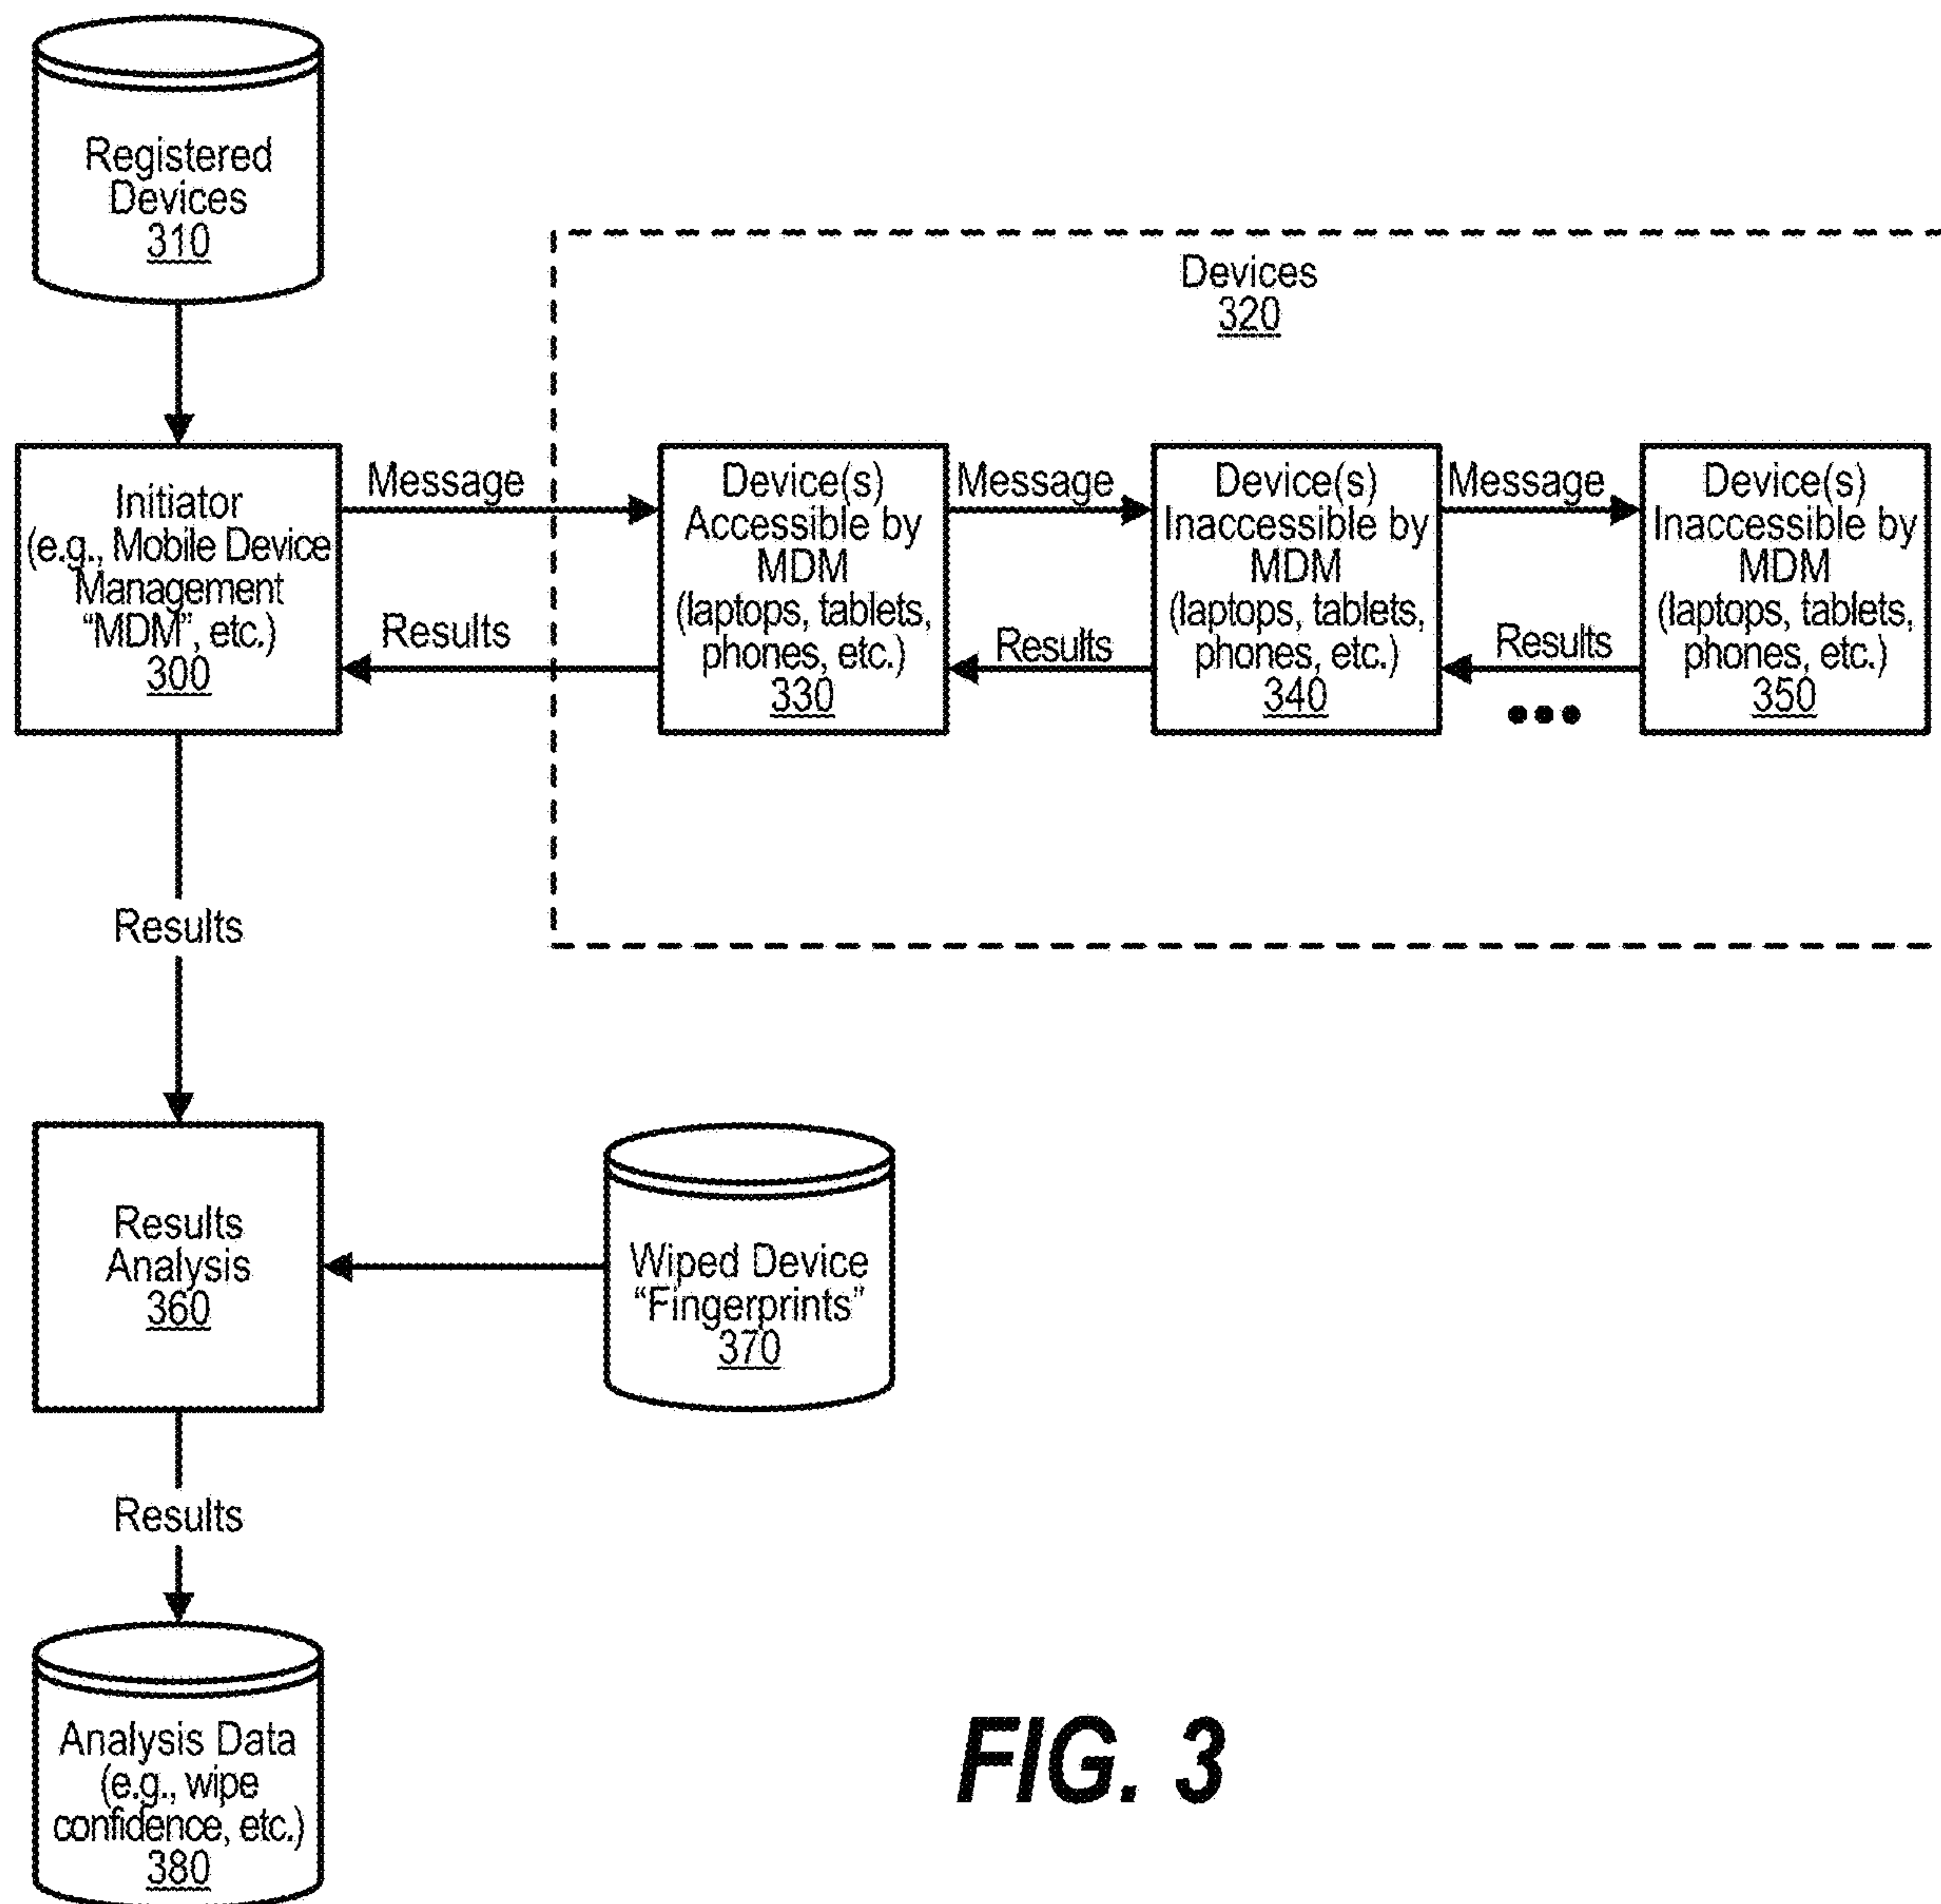 Registered
Devices
310
Devices
320
Initiator
(e.g., Mobile Device
Management
“MDM”, etc.)
300
Message
Results
Device(s)
Accessible by
MDM
(laptops, tablets,
phones, etc.)
330
Message
Results
Device(s)
Inaccessible by
MDM
(laptops, tablets,
phones, etc.)
340
Message
Results
•••
Device(s)
Inaccessible by
MDM
(laptops, tablets,
phones, etc.)
350
Results
Results
Analysis
360
Wiped Device
“Fingerprints”
370
Results
Analysis Data
(e.g., wipe
confidence, etc.)
380
FIG. 3